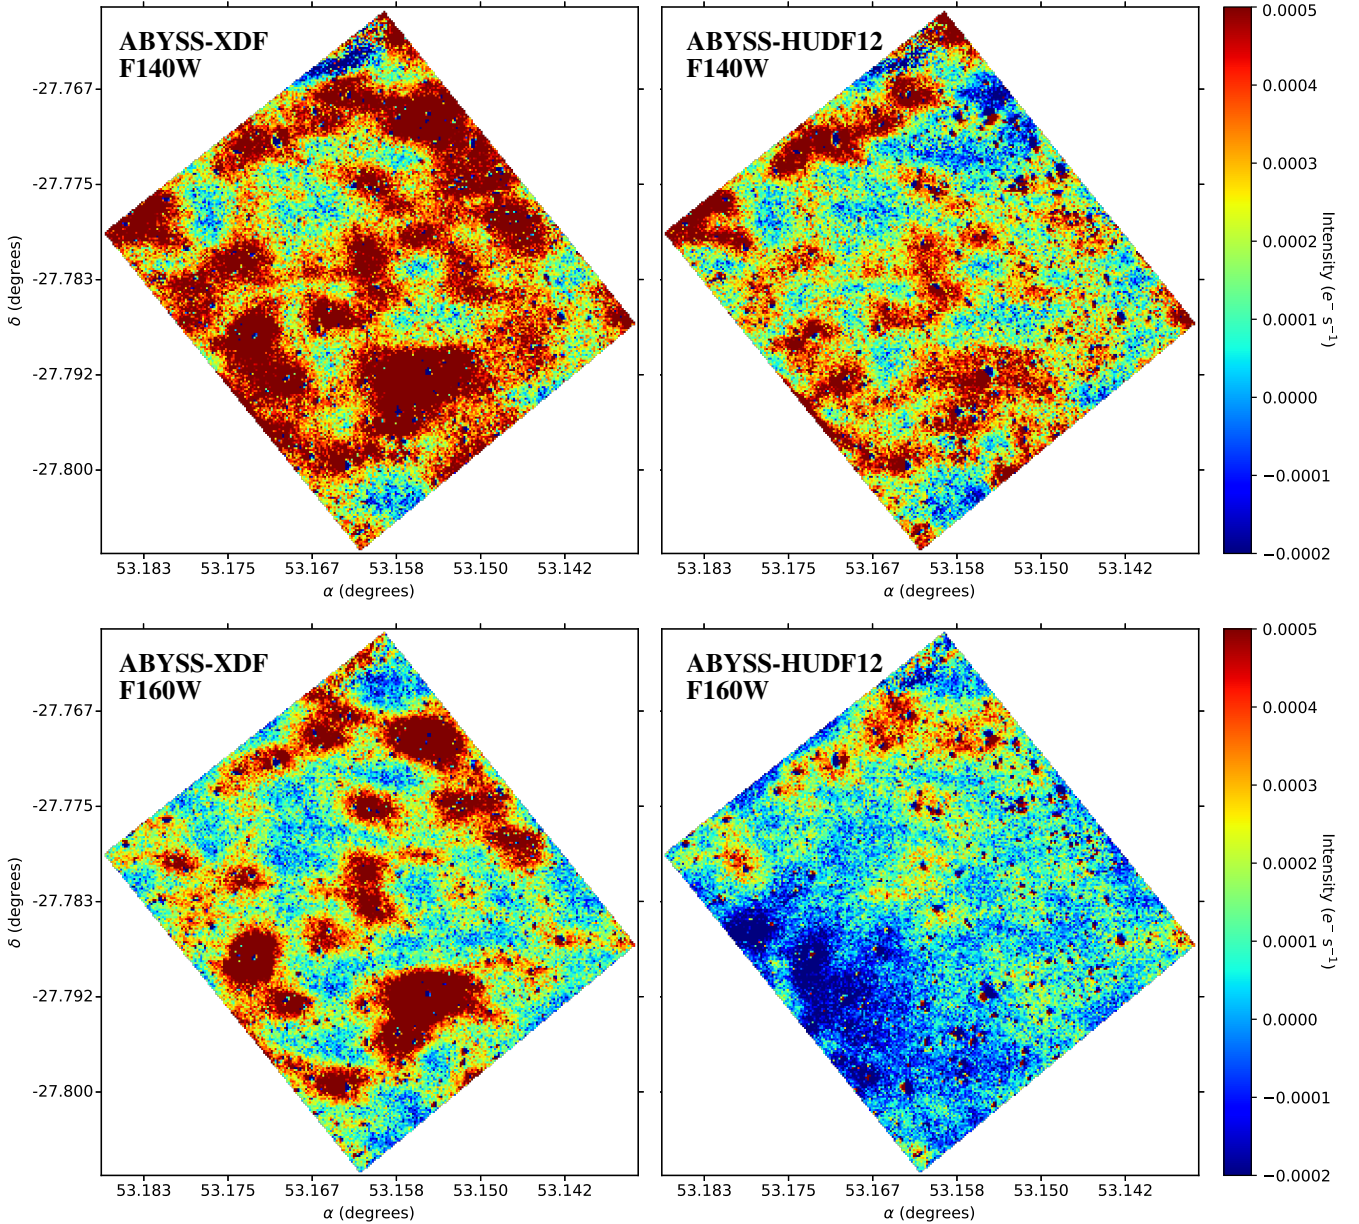 ABYSS-XDF
F140W
ABYSS-HUDF12
F140W
0.0005
0.0004
0.0003
0.0002
0.0001
0.0000
−0.0001
−0.0002
Intensity (e⁻ s⁻¹)
-27.767
-27.775
-27.783
-27.792
-27.800
δ (degrees)
53.183 53.175 53.167 53.158 53.150 53.142
α (degrees)
53.183 53.175 53.167 53.158 53.150 53.142
α (degrees)
ABYSS-XDF
F160W
ABYSS-HUDF12
F160W
0.0005
0.0004
0.0003
0.0002
0.0001
0.0000
−0.0001
−0.0002
Intensity (e⁻ s⁻¹)
-27.767
-27.775
-27.783
-27.792
-27.800
δ (degrees)
53.183 53.175 53.167 53.158 53.150 53.142
α (degrees)
53.183 53.175 53.167 53.158 53.150 53.142
α (degrees)